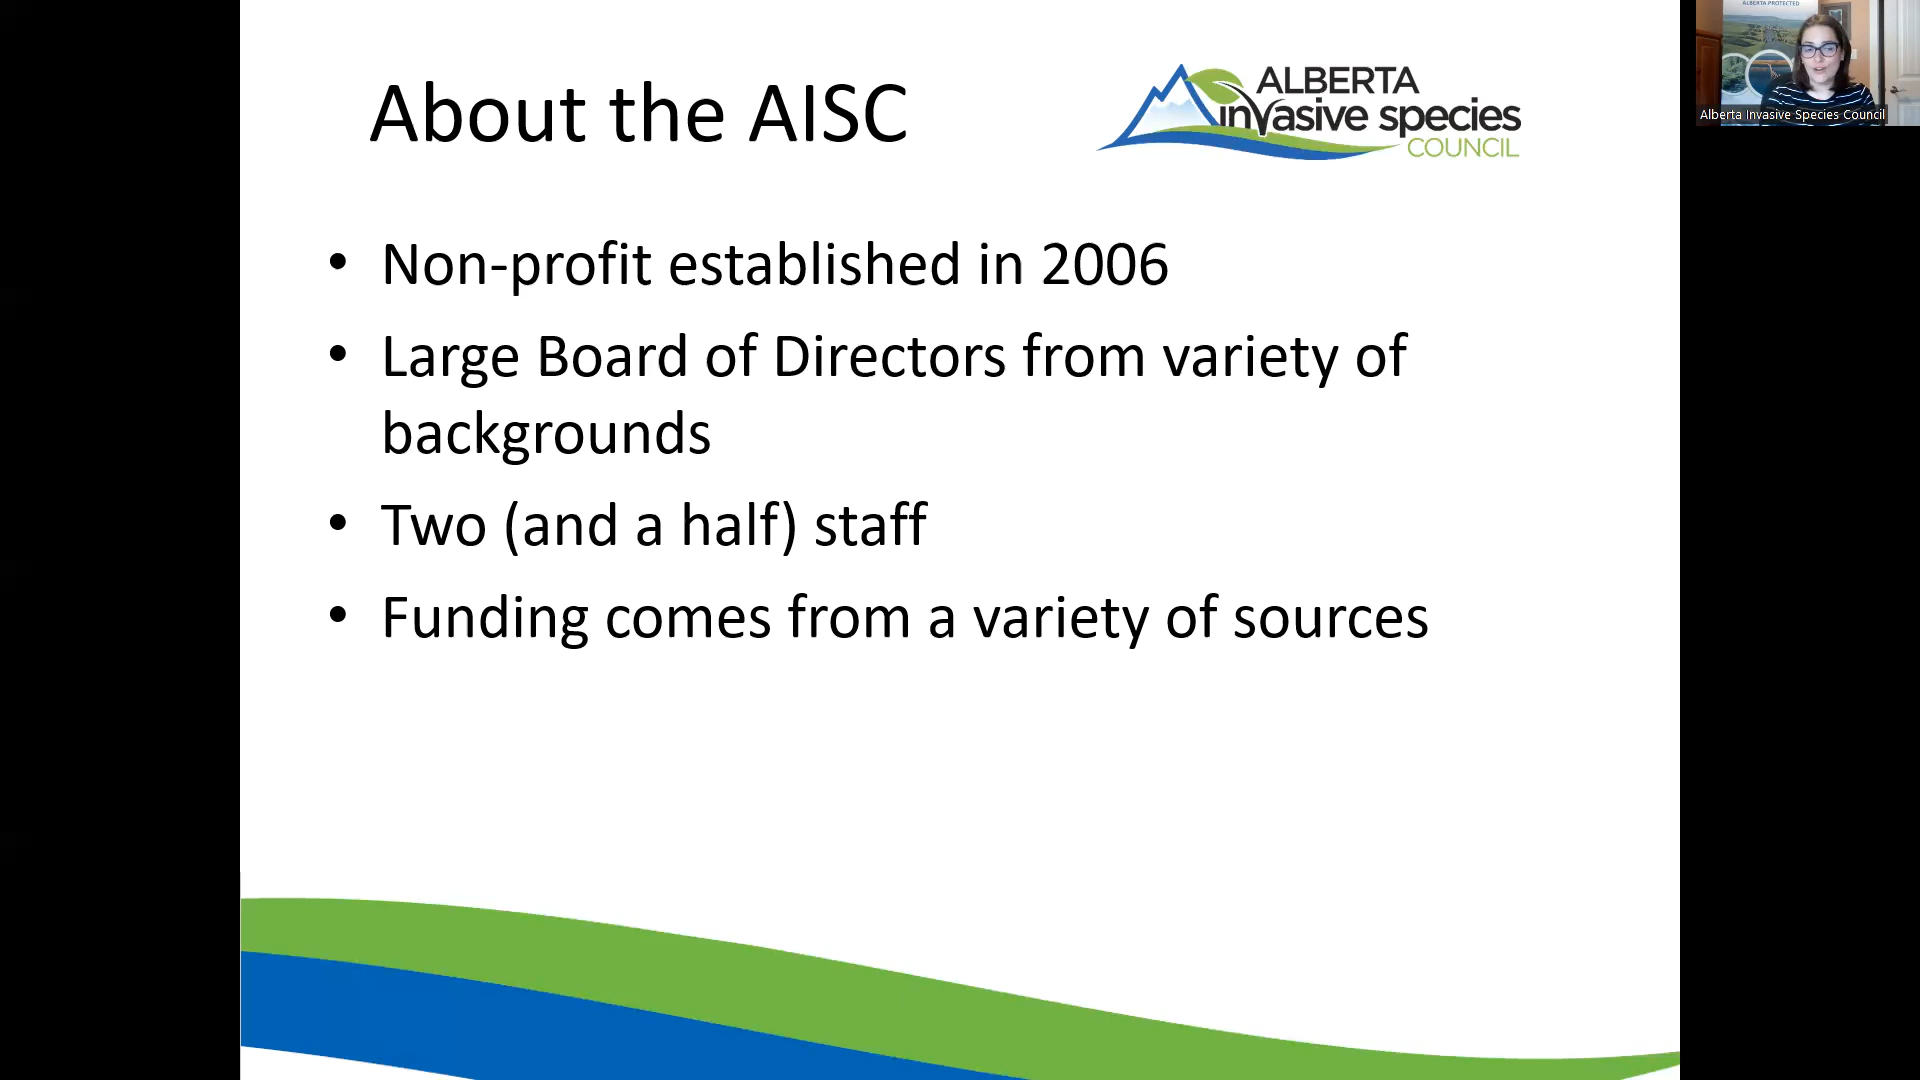 About the AISC
ALBERTA
invasive species
COUNCIL
• Non-profit established in 2006
• Large Board of Directors from variety of
backgrounds
• Two (and a half) staff
• Funding comes from a variety of sources
ALBERTA PROTECTED
Alberta Invasive Species Council